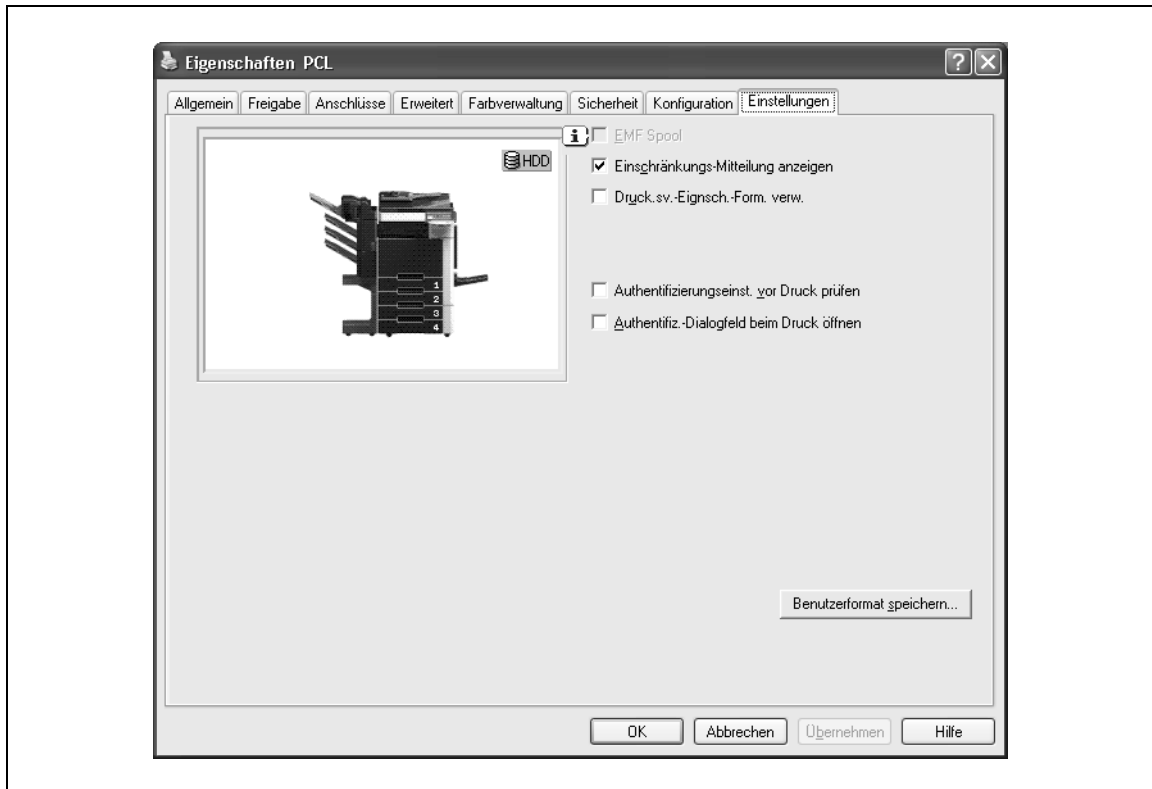 Eigenschaften PCL
Allgemein Freigabe Anschlüsse Erweitert Farbverwaltung Sicherheit Konfiguration Einstellungen
HDD
1
2
3
4
EMF Spool
Einschränkungs-Mitteilung anzeigen
Druck.sv.-Eignsch.-Form. verw.
Authentifizierungseinst. vor Druck prüfen
Authentifiz.-Dialogfeld beim Druck öffnen
Benutzerformat speichern...
OK Abbrechen Übernehmen Hilfe